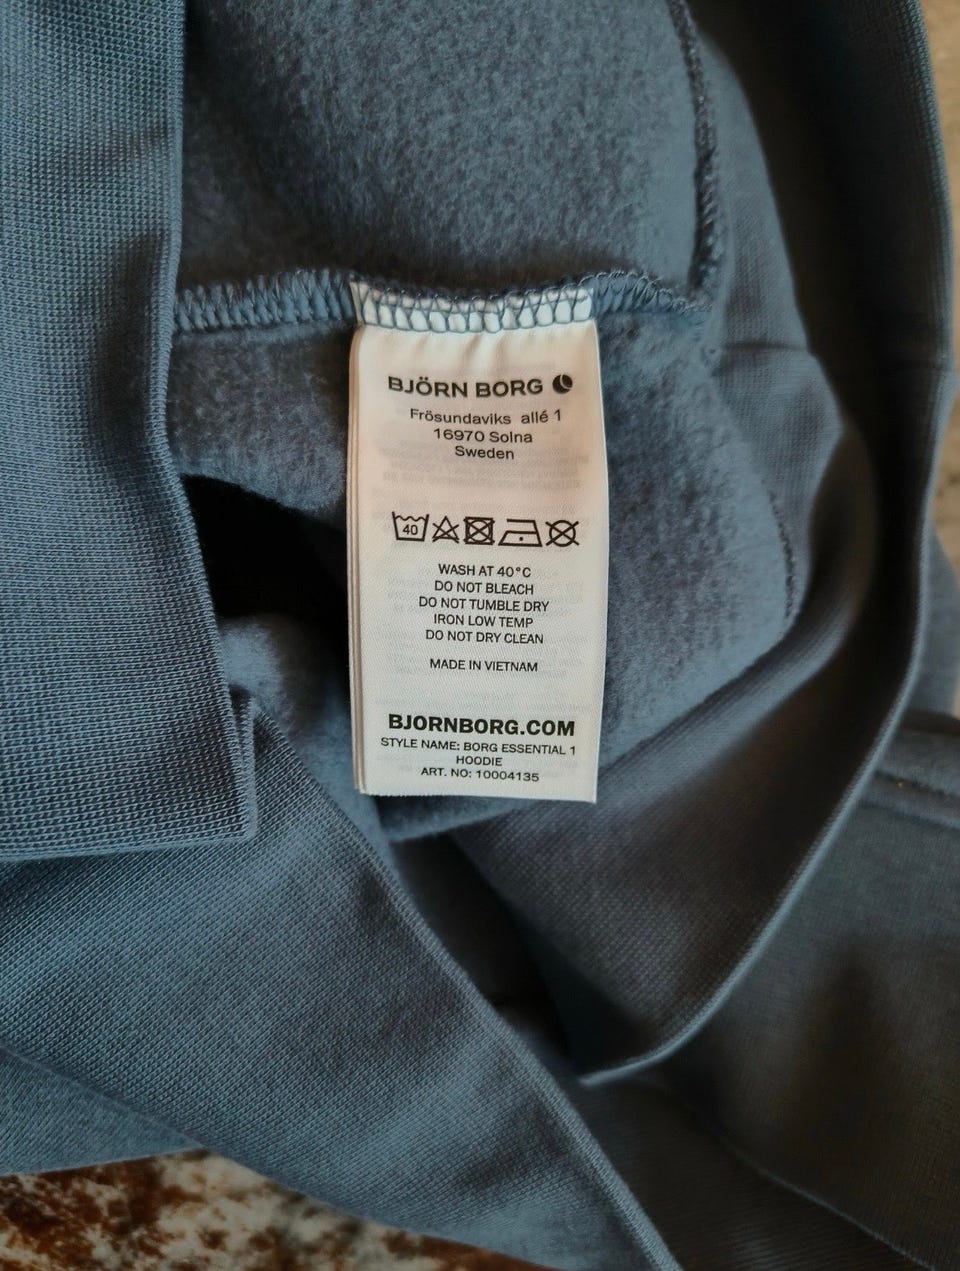 BJÖRN BORG
Frösundaviks allé 1
16970 Solna
Sweden
40
WASH AT 40°C
DO NOT BLEACH
DO NOT TUMBLE DRY
IRON LOW TEMP
DO NOT DRY CLEAN
MADE IN VIETNAM
BJORNBORG.COM
STYLE NAME: BORG ESSENTIAL 1
HOODIE
ART. NO: 10004135